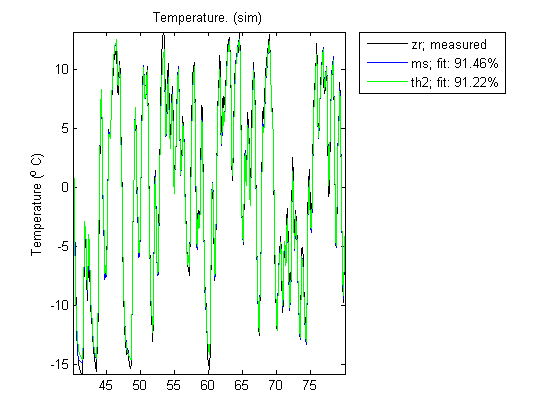 Temperature. (sim)
zr; measured
ms; fit: 91.46%
th2; fit: 91.22%
Temperature (⁰ C)
10
5
0
-5
-10
-15
45 50 55 60 65 70 75